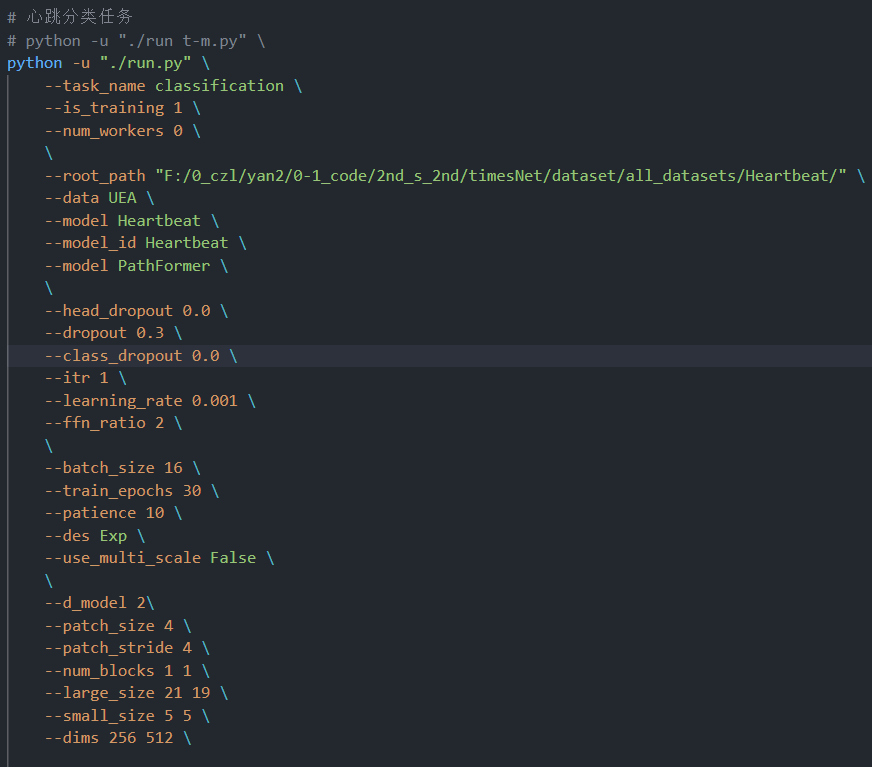 # 心跳分类任务
# python -u "./run t-m.py" \
python -u "./run.py" \
--task_name classification \
--is_training 1 \
--num_workers 0 \
\
--root_path "F:/0_czl/yan2/0-1_code/2nd_s_2nd/timesNet/dataset/all_datasets/Heartbeat/" \
--data UEA \
--model Heartbeat \
--model_id Heartbeat \
--model PathFormer \
\
--head_dropout 0.0 \
--dropout 0.3 \
--class_dropout 0.0 \
--itr 1 \
--learning_rate 0.001 \
--ffn_ratio 2 \
\
--batch_size 16 \
--train_epochs 30 \
--patience 10 \
--des Exp \
--use_multi_scale False \
\
--d_model 2\
--patch_size 4 \
--patch_stride 4 \
--num_blocks 1 1 \
--large_size 21 19 \
--small_size 5 5 \
--dims 256 512 \